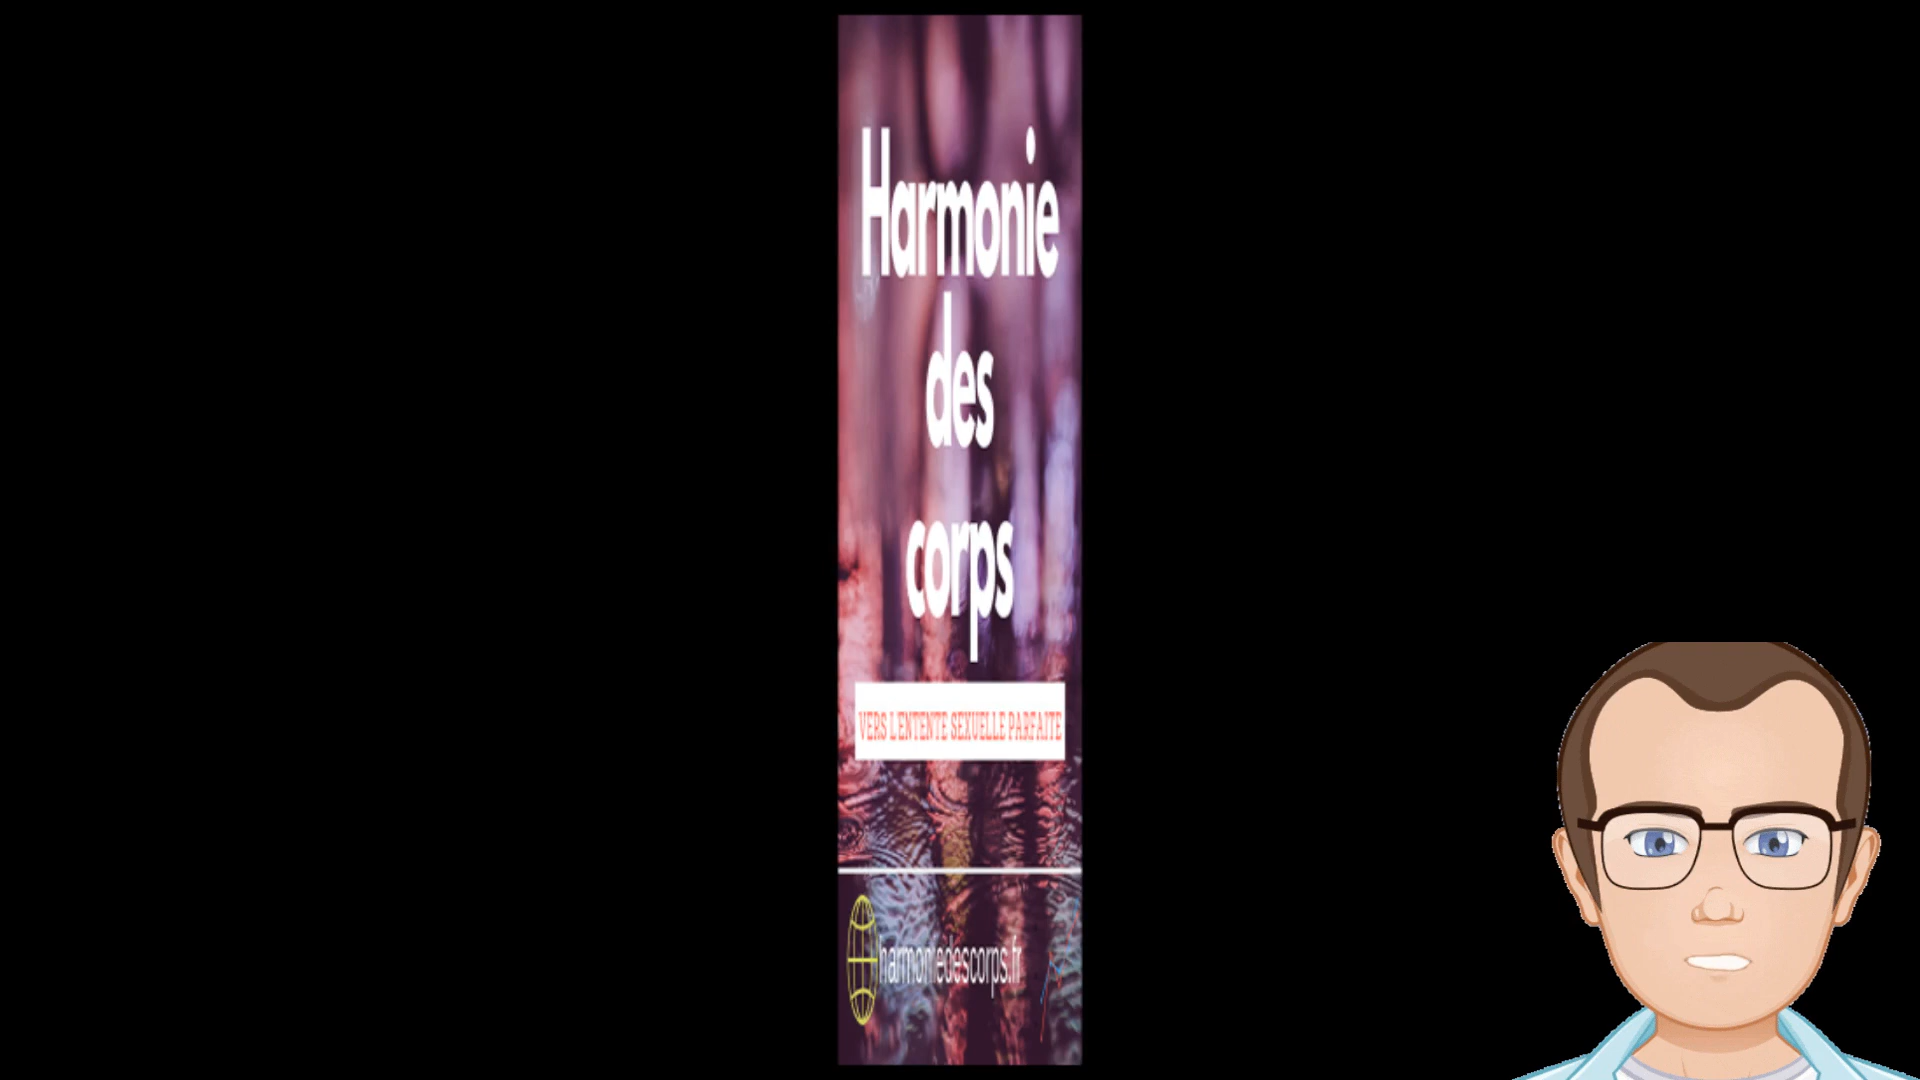 Harmonie
des
corps
VERS L'ENTENTE SEXUELLE PARFAITE
harmoniedescorps.fr